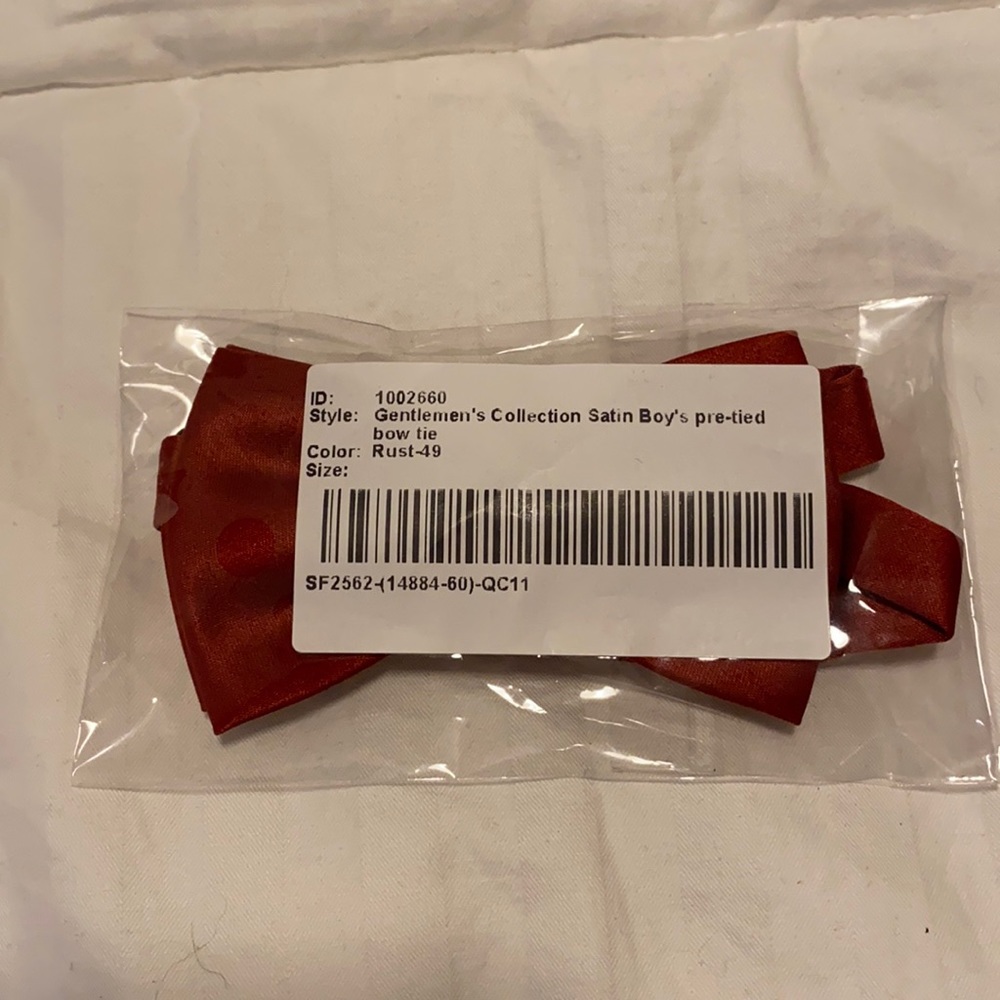 ID: 1002660
Style: Gentlemen's Collection Satin Boy's pre-tied
bow tie
Color: Rust-49
Size:
SF2562-(14884-60)-QC11